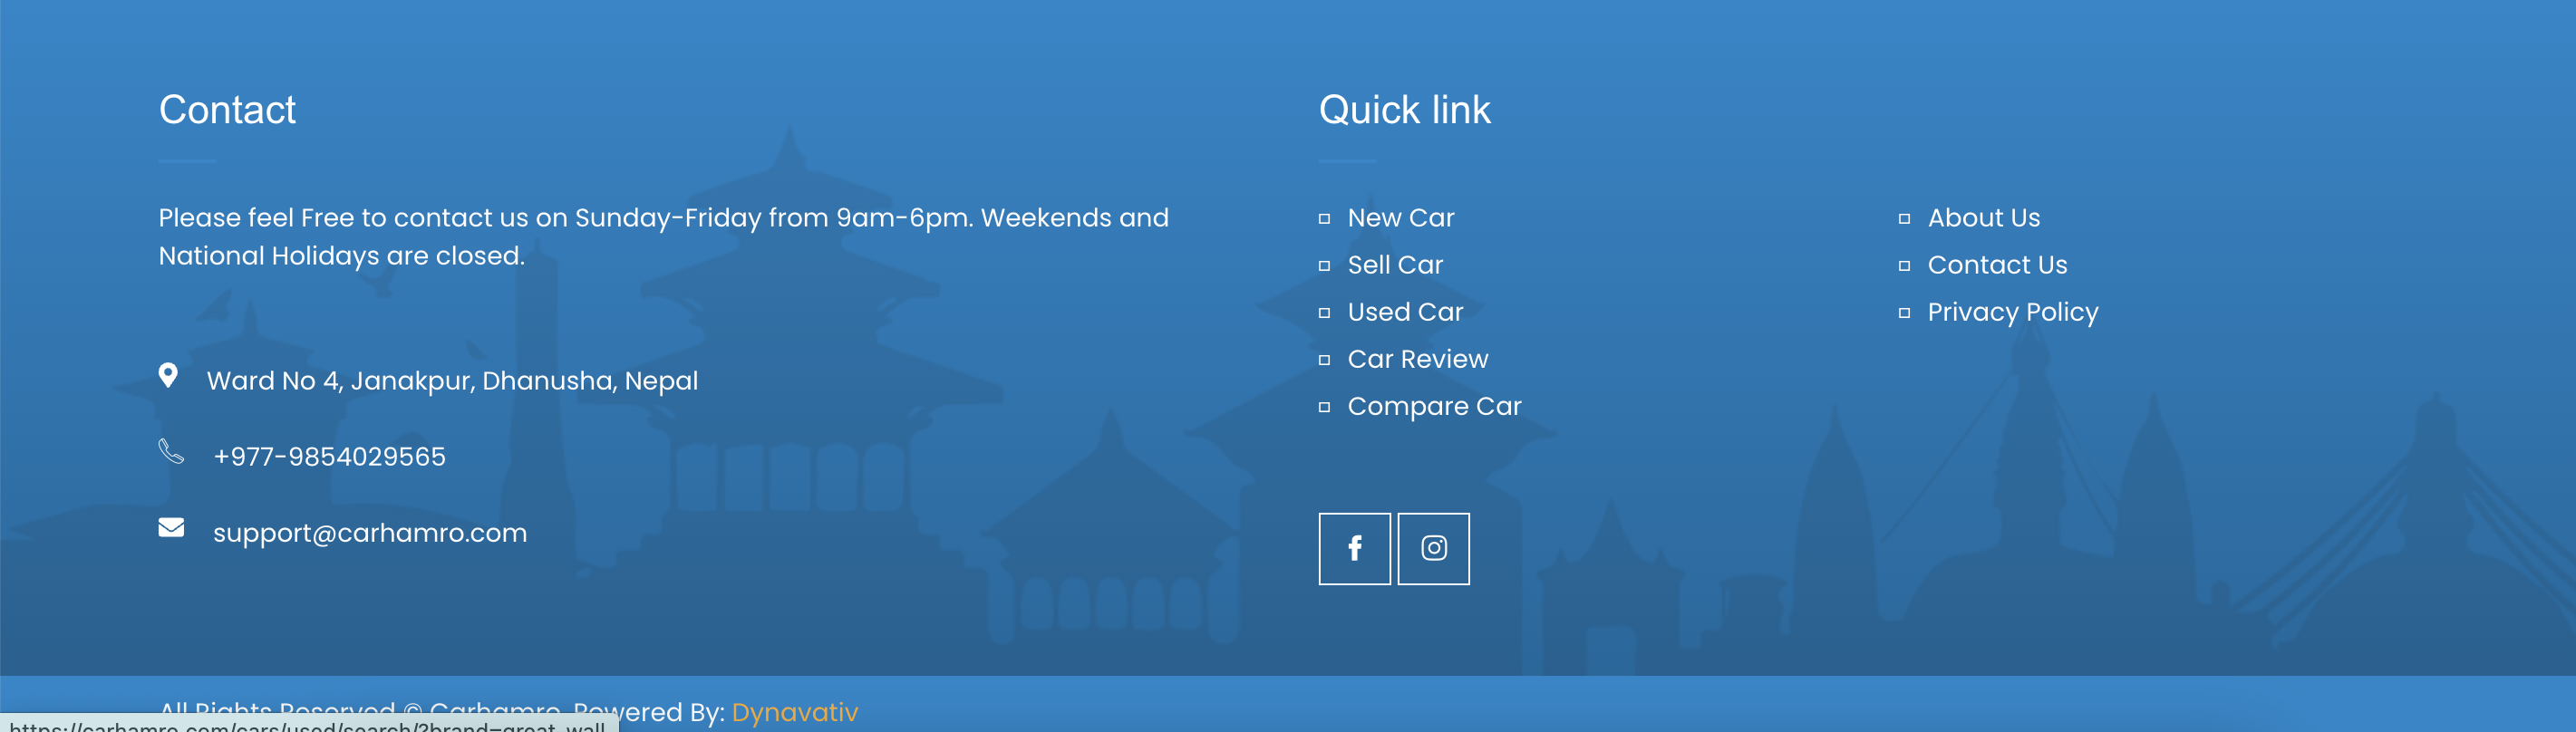 Contact
Please feel Free to contact us on Sunday-Friday from 9am-6pm. Weekends and
National Holidays are closed.
Ward No 4, Janakpur, Dhanusha, Nepal
+977-9854029565
support@carhamro.com
Quick link
New Car
Sell Car
Used Car
Car Review
Compare Car
About Us
Contact Us
Privacy Policy
All Rights Reserved © Carhamro. Powered By: Dynavativ
https://carhamro.com/cars/used/search/?brand=great_wall